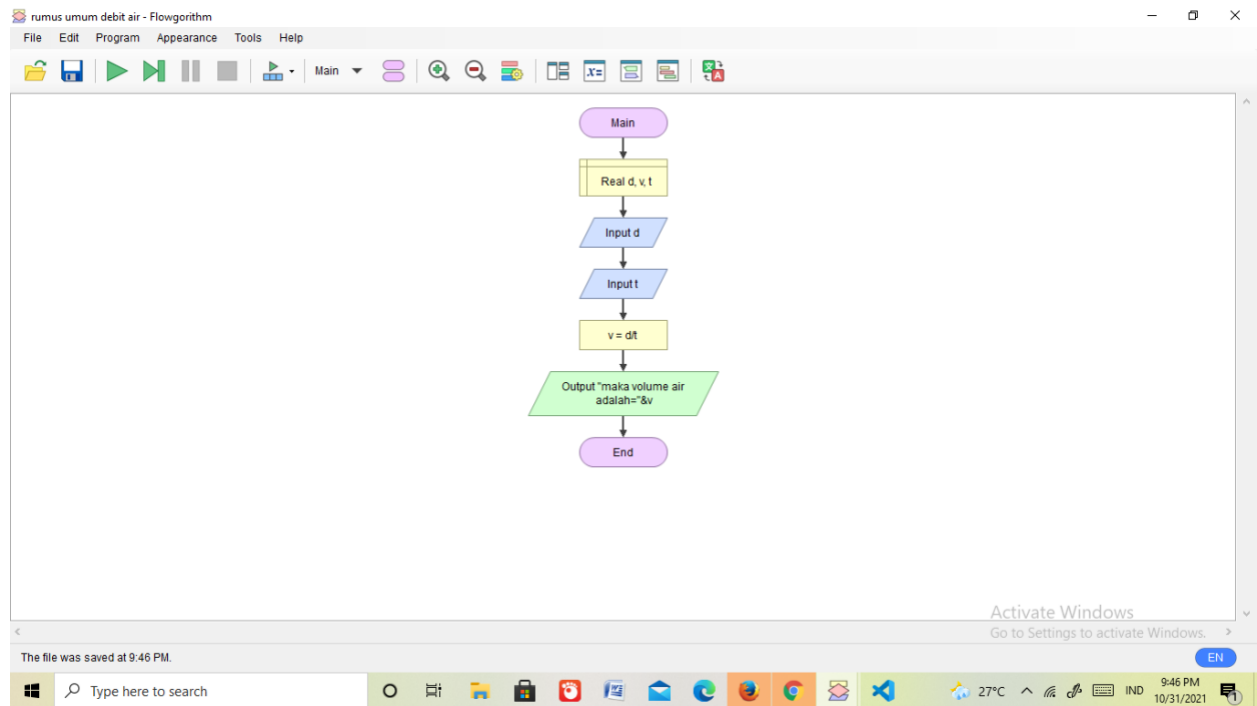 rumus umum debit air - Flowgorithm
File Edit Program Appearance Tools Help
Main
x=
Main
Real d, v, t
Input d
Input t
v = d/t
Output "maka volume air
adalah="&v
End
Activate Windows
Go to Settings to activate Windows.
The file was saved at 9:46 PM.
EN
Type here to search
27°C
IND
9:46 PM
10/31/2021
1